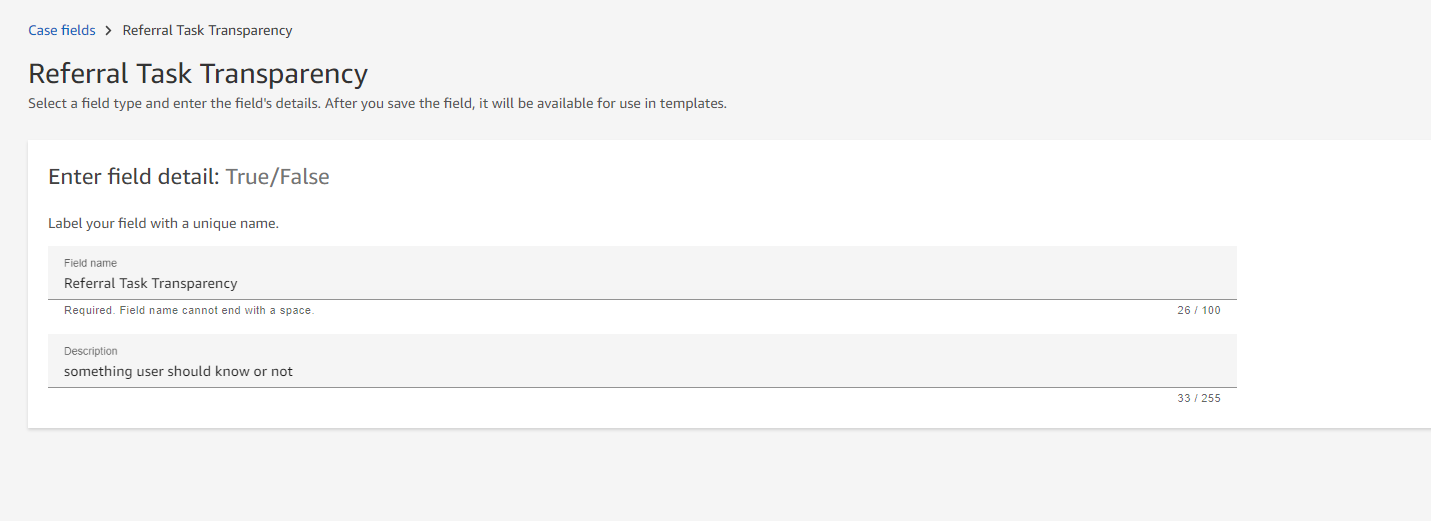 Case fields > Referral Task Transparency
Referral Task Transparency
Select a field type and enter the field's details. After you save the field, it will be available for use in templates.
Enter field detail: True/False
Label your field with a unique name.
Field name
Referral Task Transparency
Required. Field name cannot end with a space. 26 / 100
Description
something user should know or not
33 / 255